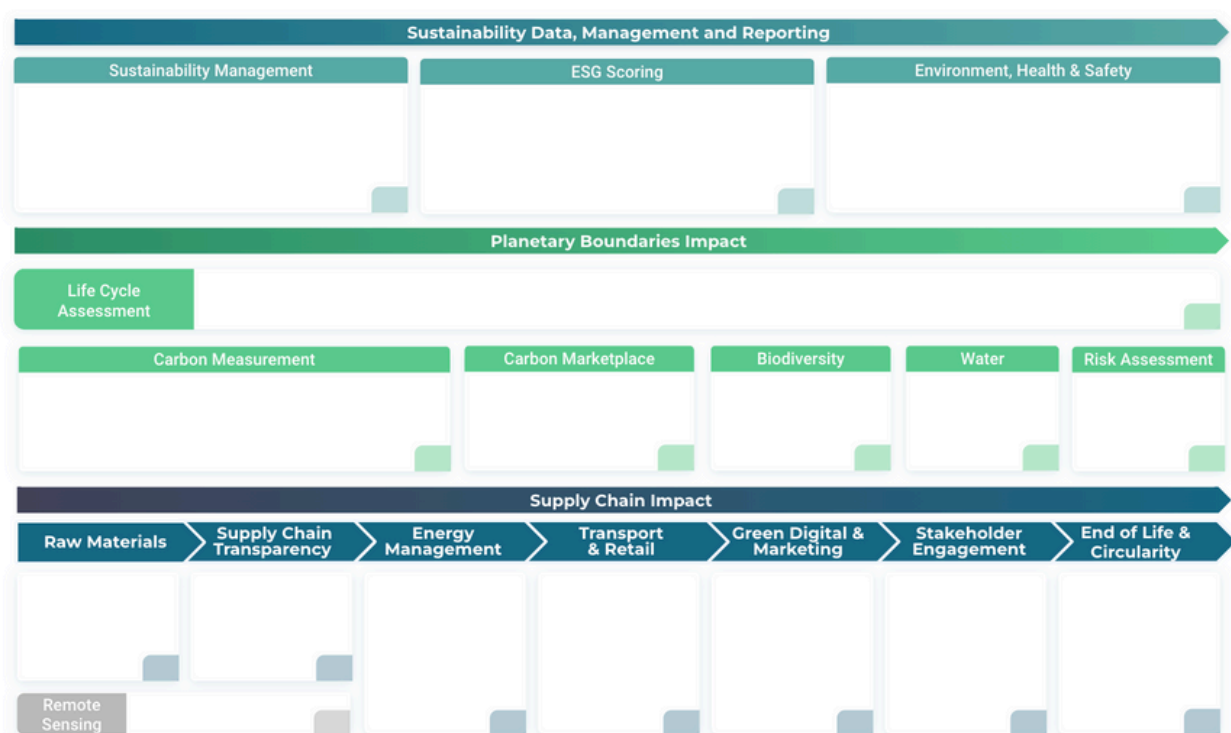 Sustainability Data, Management and Reporting
Sustainability Management
ESG Scoring
Environment, Health & Safety
Planetary Boundaries Impact
Life Cycle
Assessment
Carbon Measurement
Carbon Marketplace
Biodiversity
Water
Risk Assessment
Supply Chain Impact
Raw Materials
Supply Chain
Transparency
Energy
Management
Transport
& Retail
Green Digital &
Marketing
Stakeholder
Engagement
End of Life &
Circularity
Remote
Sensing